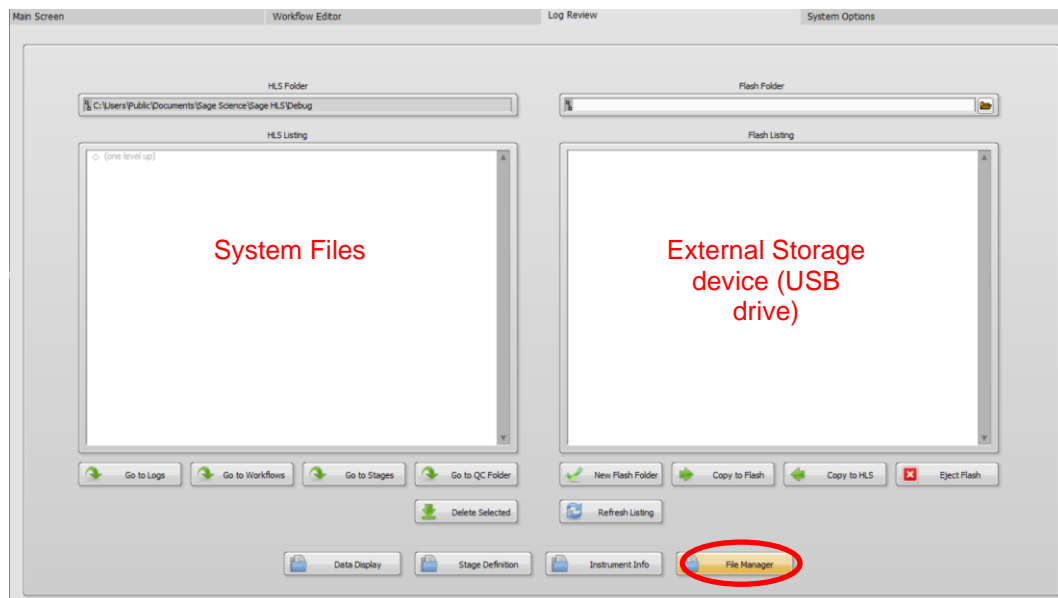 Main Screen
Workflow Editor
Log Review
System Options
HLS Folder
Flash Folder
C:\Users\Public\Documents\Sage Science\Sage HLS\Debug
HLS Listing
Flash Listing
(one level up)
System Files
External Storage
device (USB
drive)
Go to Logs
Go to Workflows
Go to Stages
Go to QC Folder
New Flash Folder
Copy to Flash
Copy to HLS
Eject Flash
Delete Selected
Refresh Listing
Data Display
Stage Definition
Instrument Info
File Manager